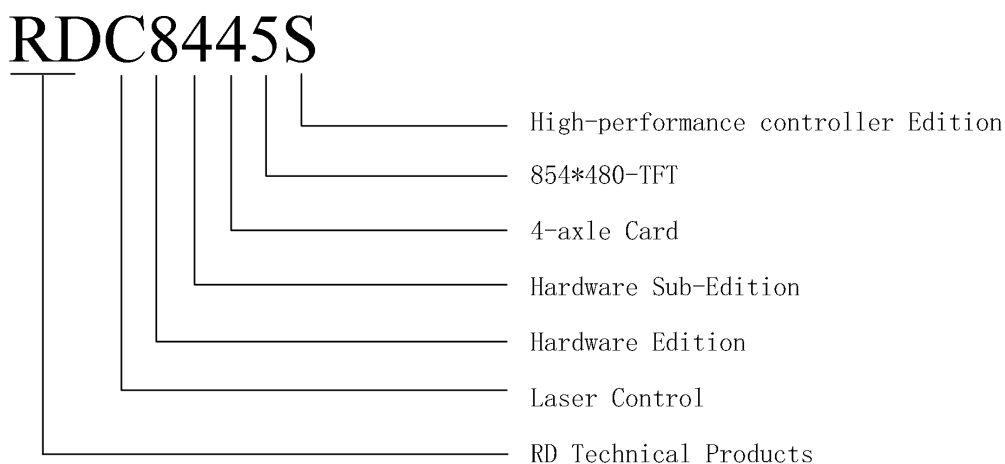 RDC8445S
High-performance controller Edition
854*480-TFT
4-axle Card
Hardware Sub-Edition
Hardware Edition
Laser Control
RD Technical Products